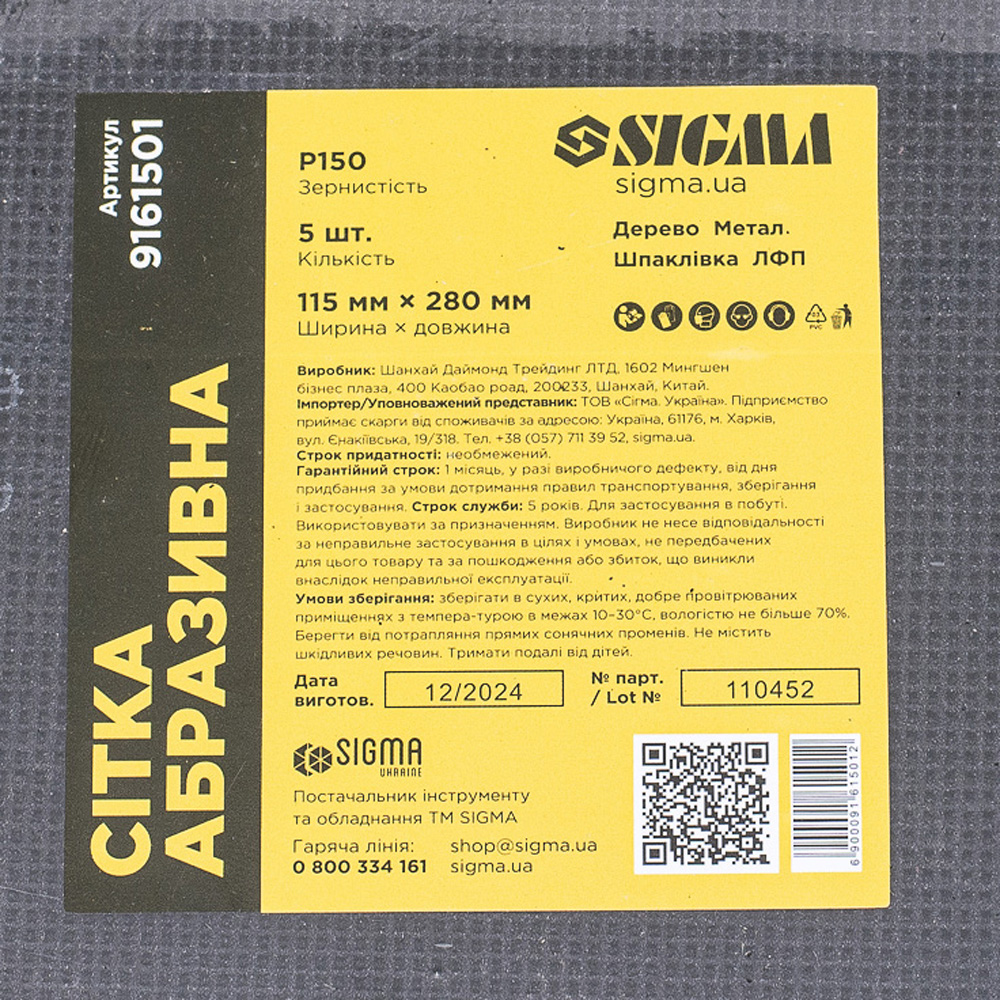 Артикул
9161501
СІТКА
АБРАЗИВНА
P150
Зернистість
5 шт.
Кількість
115 мм × 280 мм
Ширина × довжина
SIGMA
sigma.ua
Дерево Метал.
Шпаклівка ЛФП
03
PVC
Виробник: Шанхай Даймонд Трейдинг ЛТД, 1602 Мингшен
бізнес плаза, 400 Каобао роад, 200233, Шанхай, Китай.
Імпортер/Уповноважений представник: ТОВ «Сігма. Україна». Підприємство
приймає скарги від споживачів за адресою: Україна, 61176, м. Харків,
вул. Єнакіївська, 19/318. Тел. +38 (057) 711 39 52, sigma.ua.
Строк придатності: необмежений.
Гарантійний строк: 1 місяць, у разі виробничого дефекту, від дня
придбання за умови дотримання правил транспортування, зберігання
і застосування. Строк служби: 5 років. Для застосування в побуті.
Використовувати за призначенням. Виробник не несе відповідальності
за неправильне застосування в цілях і умовах, не передбачених
для цього товару та за пошкодження або збиток, що виникли
внаслідок неправильної експлуатації.
Умови зберігання: зберігати в сухих, критих, добре провітрюваних
приміщеннях з темпера-турою в межах 10–30°С, вологістю не більше 70%.
Берегти від потрапляння прямих сонячних променів. Не містить
шкідливих речовин. Тримати подалі від дітей.
Дата
виготов.
12/2024
№ парт.
/ Lot №
110452
SIGMA
UKRAINE
Постачальник інструменту
та обладнання ТМ SIGMA
Гаряча лінія:
0 800 334 161
shop@sigma.ua
sigma.ua
6 900091 615012